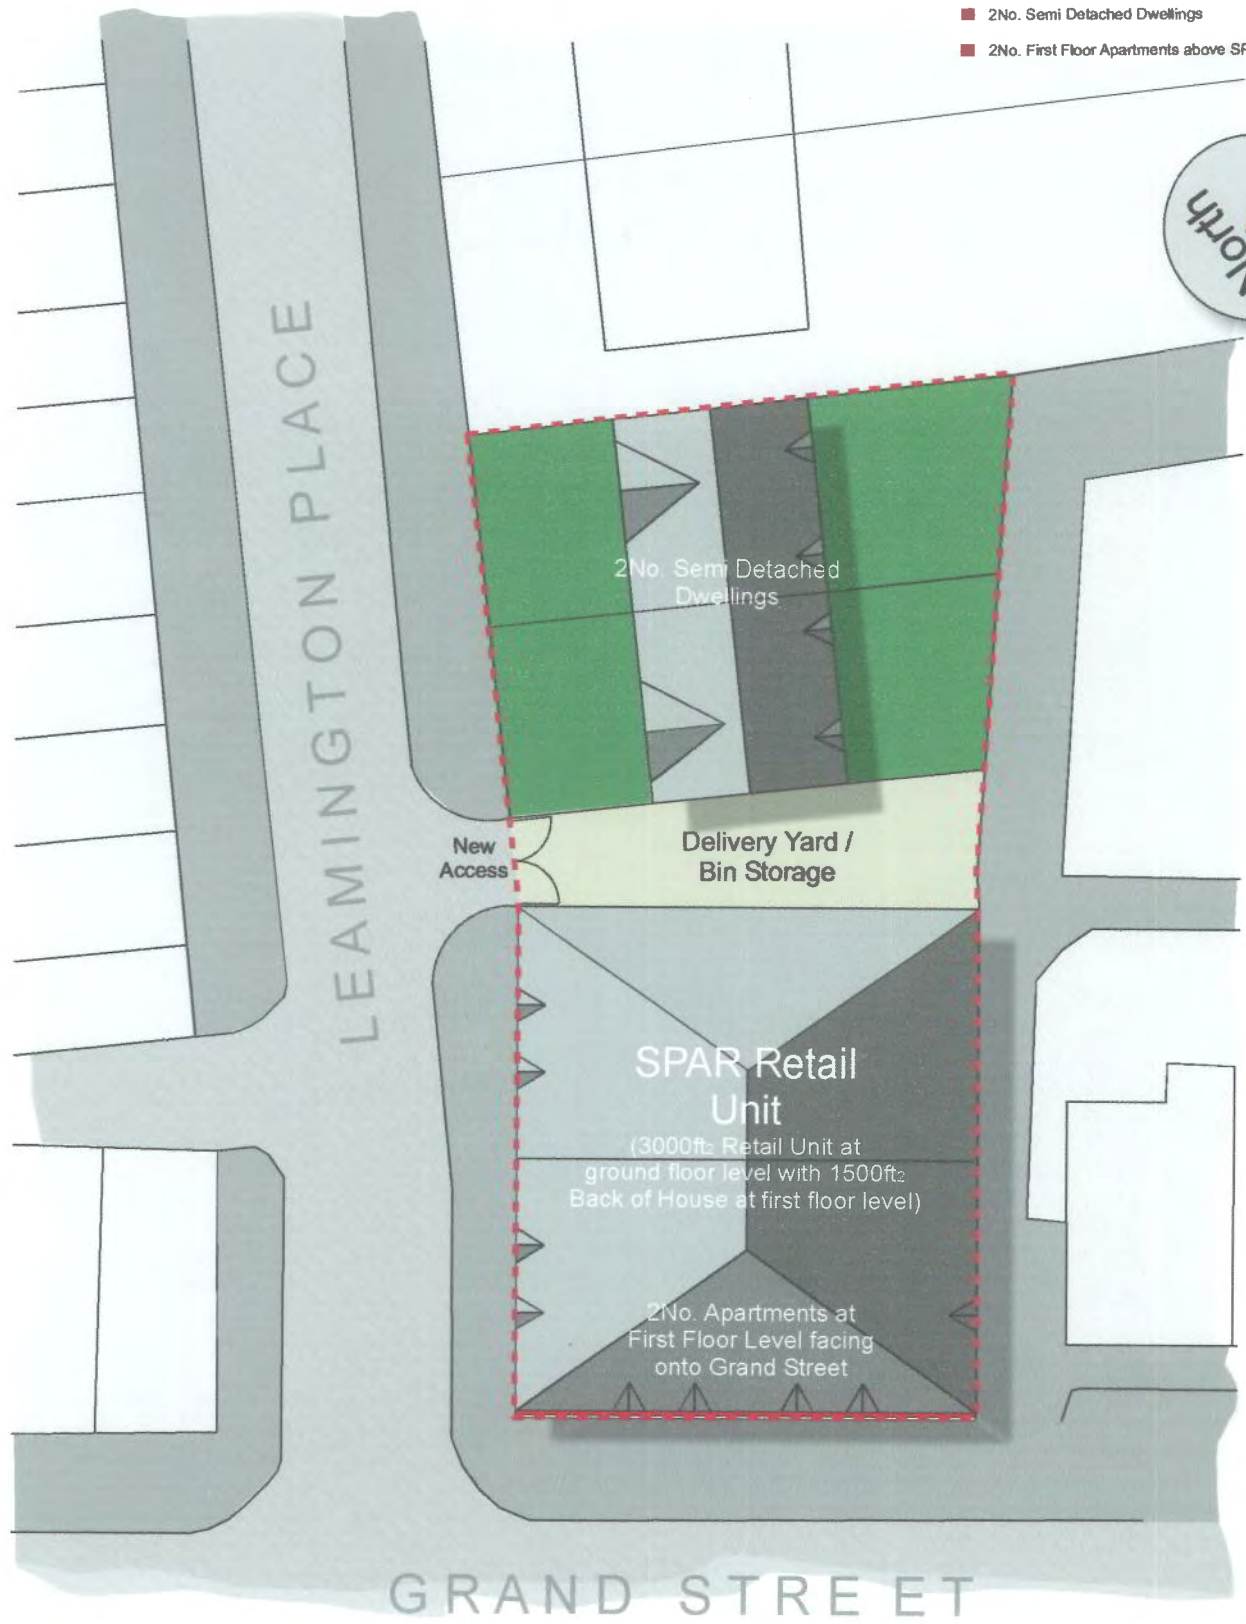 2No. Semi Detached Dwellings
2No. First Floor Apartments above
North
LEAMINGTON PLACE
2No. Semi Detached
Dwellings
New
Access
Delivery Yard /
Bin Storage
SPAR Retail
Unit
(3000ft2 Retail Unit at
ground floor level with 1500ft2
Back of House at first floor level)
2No. Apartments at
First Floor Level facing
onto Grand Street
GRAND STREET